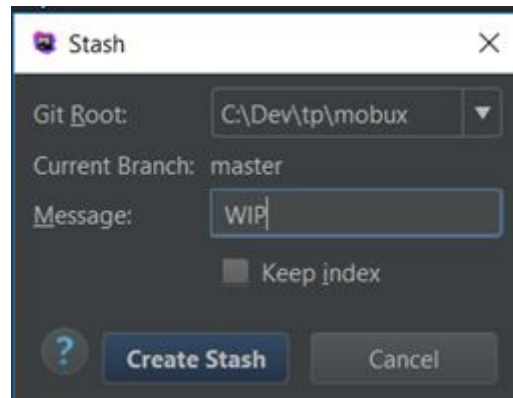 Stash
Git Root: C:\Dev\tp\mobux
Current Branch: master
Message: WIP
Keep index
? Create Stash Cancel